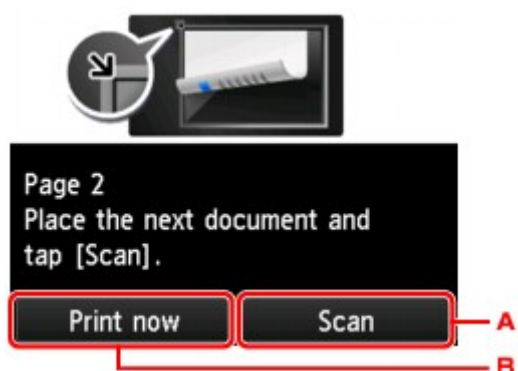 Page 2
Place the next document and
tap [Scan].
Print now Scan A
B